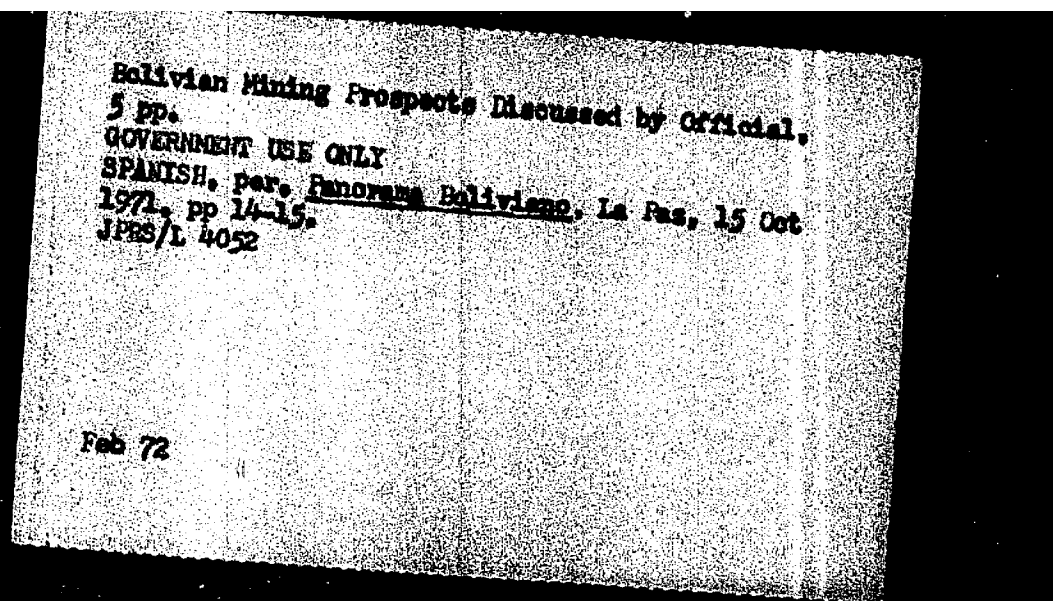 Bolivian Mining Prospects Discussed by Official,
5 pp.
GOVERNMENT USE ONLY
SPANISH, per, Panorama Boliviano, La Paz, 15 Oct
1971, pp 14-15.
JPRS/L 4052
Feb 72